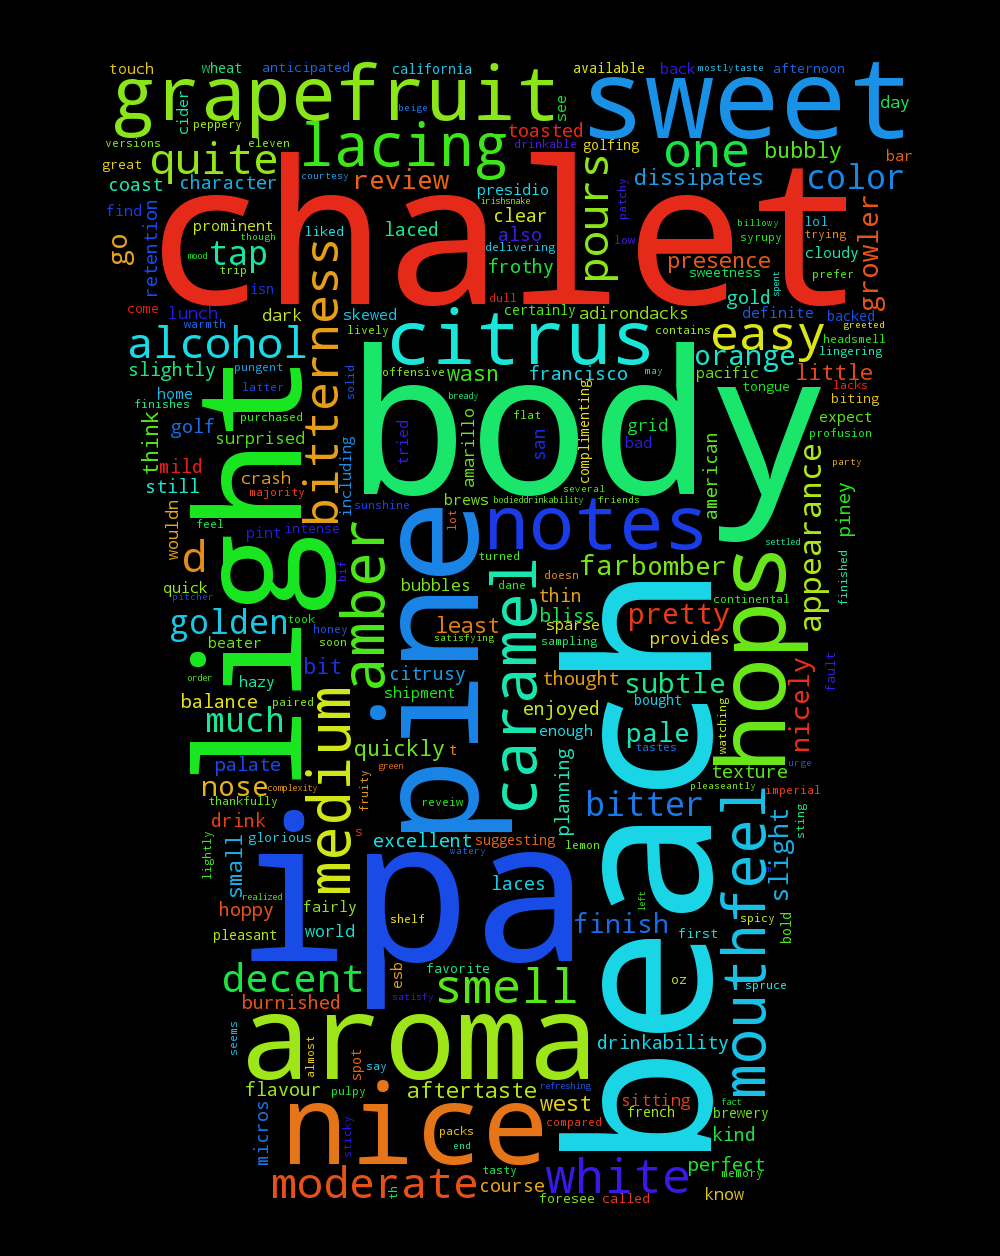 touch wheat anticipated california available back mostlytaste afternoon
grapefruit sweet
cider beige see day
peppery
versions eleven lacing toasted drinkable golfing
great quite one bubbly bar
coast character courtesy review presidio patchy dissipates color
chalet
irishsnake
find retention prominent liked laced clear pours billowy lol growler
go though also low syrupy trying
mood tap delivering presence cloudy
trip frothy sweetness prefer
isn bitterness dull gold spent
come lunch dark skewed certainly adirondacks definite backed
warmth lively citrus contains easy greeted
alcohol headsmell
orange lingering
slightly pungent offensive wasn francisco may pacific little
home latter solid bready body tongue lacks
finishes purchased complimenting biting
golf tried amarillo flat san grid expect
think surprised bad profusion
mild crash including american appearance party
still majority several
sunshine brews bodieddrinkability friends piney
light
wouldn feel pint intense notes hops settled
d turned
quick bif pine bubbles dane doesn farbomber finished
pitcher thin continental
golden took honey amber least bliss pretty
beater soon satisfying caramel sparse sampling provides
order bit citrusy thought subtle nicely fault
hazy shipment bought
balance paired enjoyed
much medium enough pale watching
palate quickly t tastes
nose complexity green planning texture urge
thankfully fruity reveiw pleaseantly imperial
drink s bitter mouthfeel slight sting
lightly glorious excellent suggesting lemon
small watery beach
ipa laces
realized left
hoppy fairly shelf spicy bold
pleasant world finish first
decent esb favorite smell oz
burnished satisfy spruce
seems aroma drinkability
almost spot say
flavour pulpy aftertaste refreshing sitting fact
micros nice west french brewery
sticky packs compared kind
end
moderate th tasty white perfect
course memory
foresee called know
lot